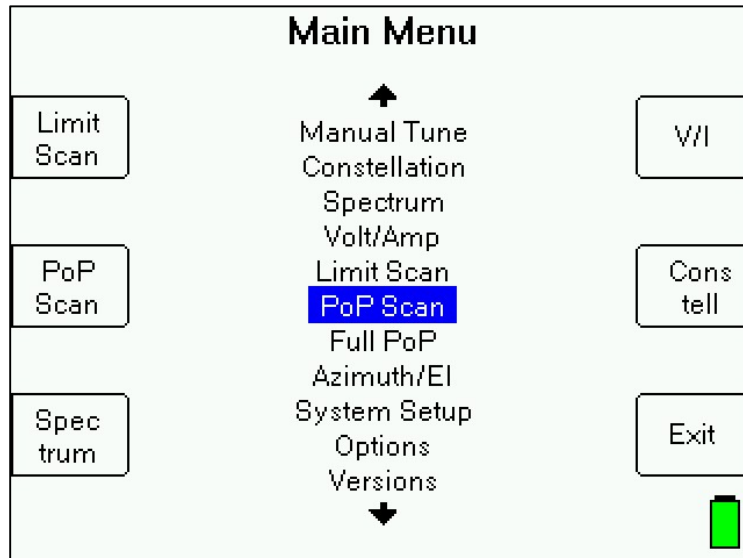 Main Menu
Limit
Scan
PoP
Scan
Spec
trum
Manual Tune
Constellation
Spectrum
Volt/Amp
Limit Scan
PoP Scan
Full PoP
Azimuth/El
System Setup
Options
Versions
V/I
Cons
tell
Exit